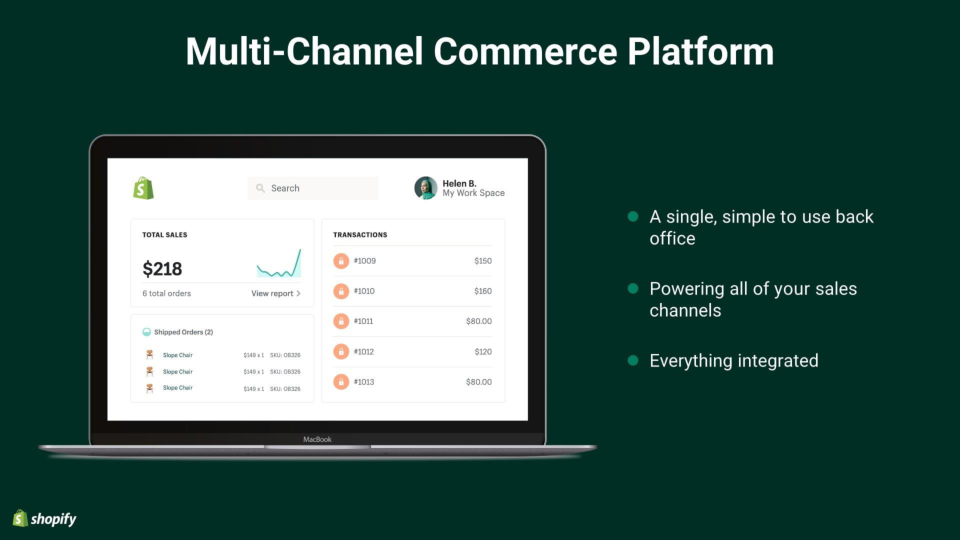 Multi-Channel Commerce Platform
Search
Helen B.
My Work Space
TOTAL SALES
$218
6 total orders
View report >
Shipped Orders (2)
Slope Chair $149 x 1 SKU: OB326
Slope Chair $149 x 1 SKU: OB326
Slope Chair $149 x 1 SKU: OB326
TRANSACTIONS
#1009 $150
#1010 $160
#1011 $80.00
#1012 $120
#1013 $80.00
MacBook
A single, simple to use back
office
Powering all of your sales
channels
Everything integrated
shopify